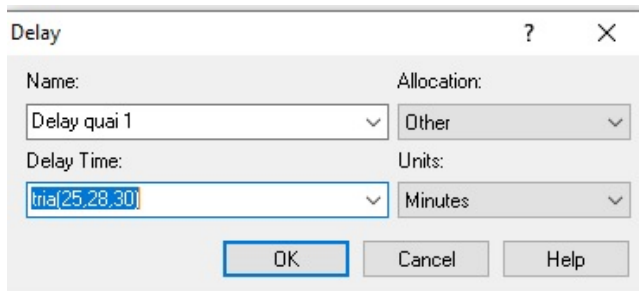 Delay ? ×
Name: Allocation:
Delay quai 1 Other
Delay Time: Units:
tria(25,28,30) Minutes
OK Cancel Help